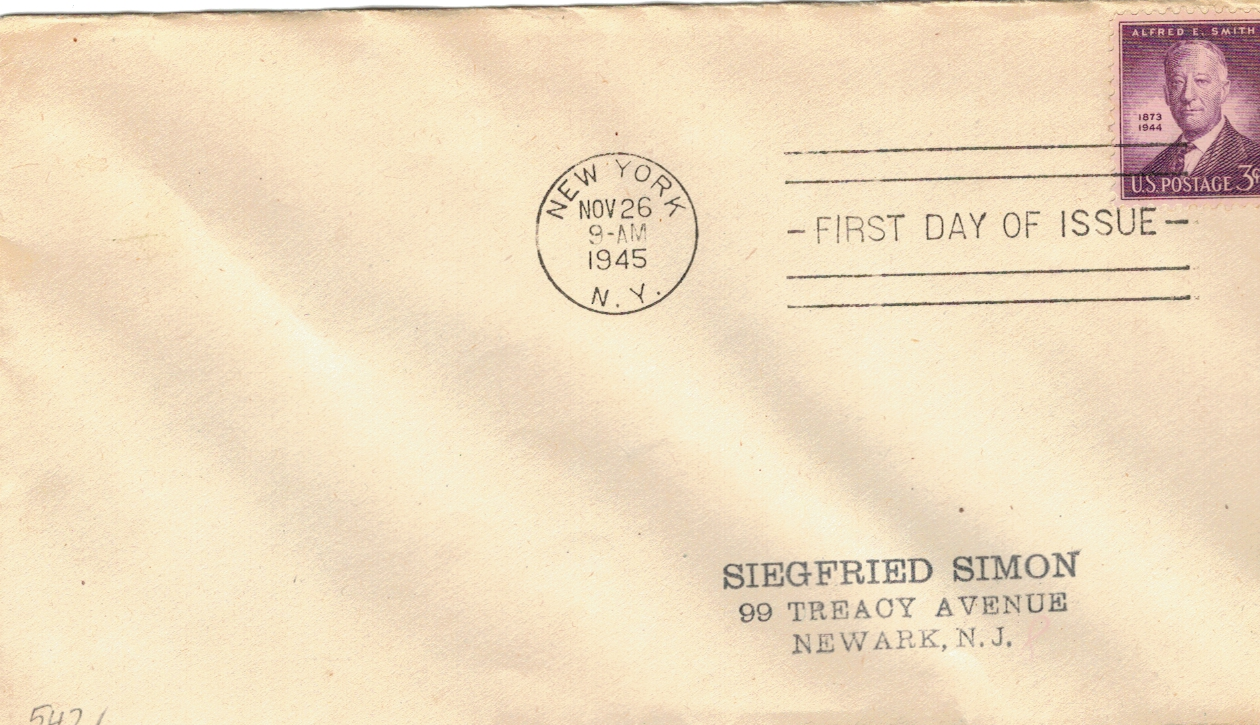 ALFRED E. SMITH
1873
1944
U.S. POSTAGE 3¢
NEW YORK
NOV 26
9-AM
1945
N. Y.
- FIRST DAY OF ISSUE -
SIEGFRIED SIMON
99 TREACY AVENUE
NEWARK, N.J.